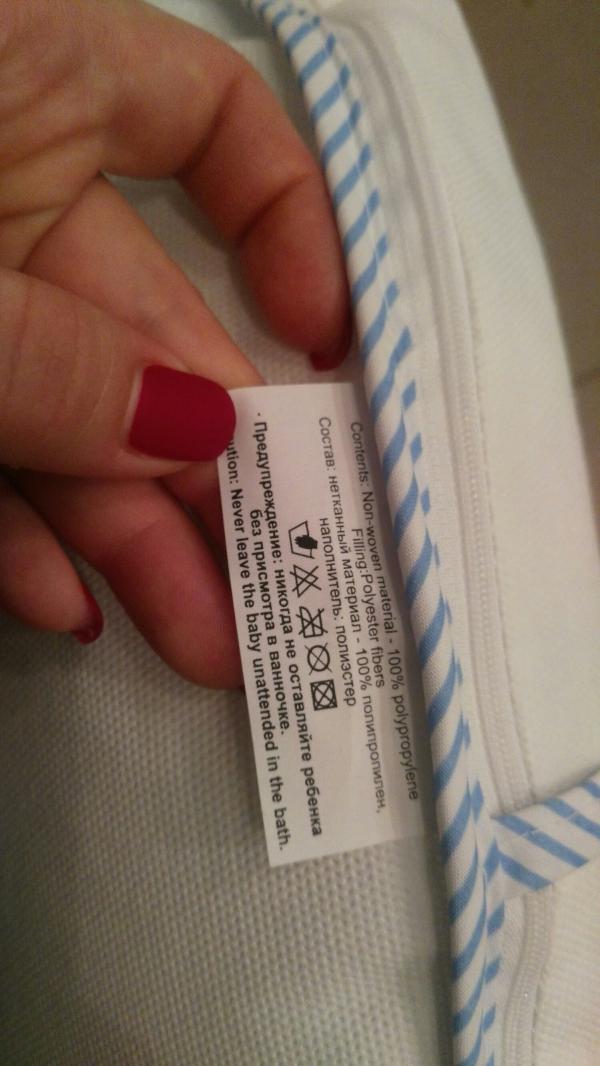 Contents: Non-woven material - 100% polypropylene
Filling:Polyester fibers
Состав: нетканный материал - 100% полипропилен,
наполнитель: полиэстер
· Предупреждение: никогда не оставляйте ребенка
без присмотра в ванночке.
Never leave the baby unattended in the bath.